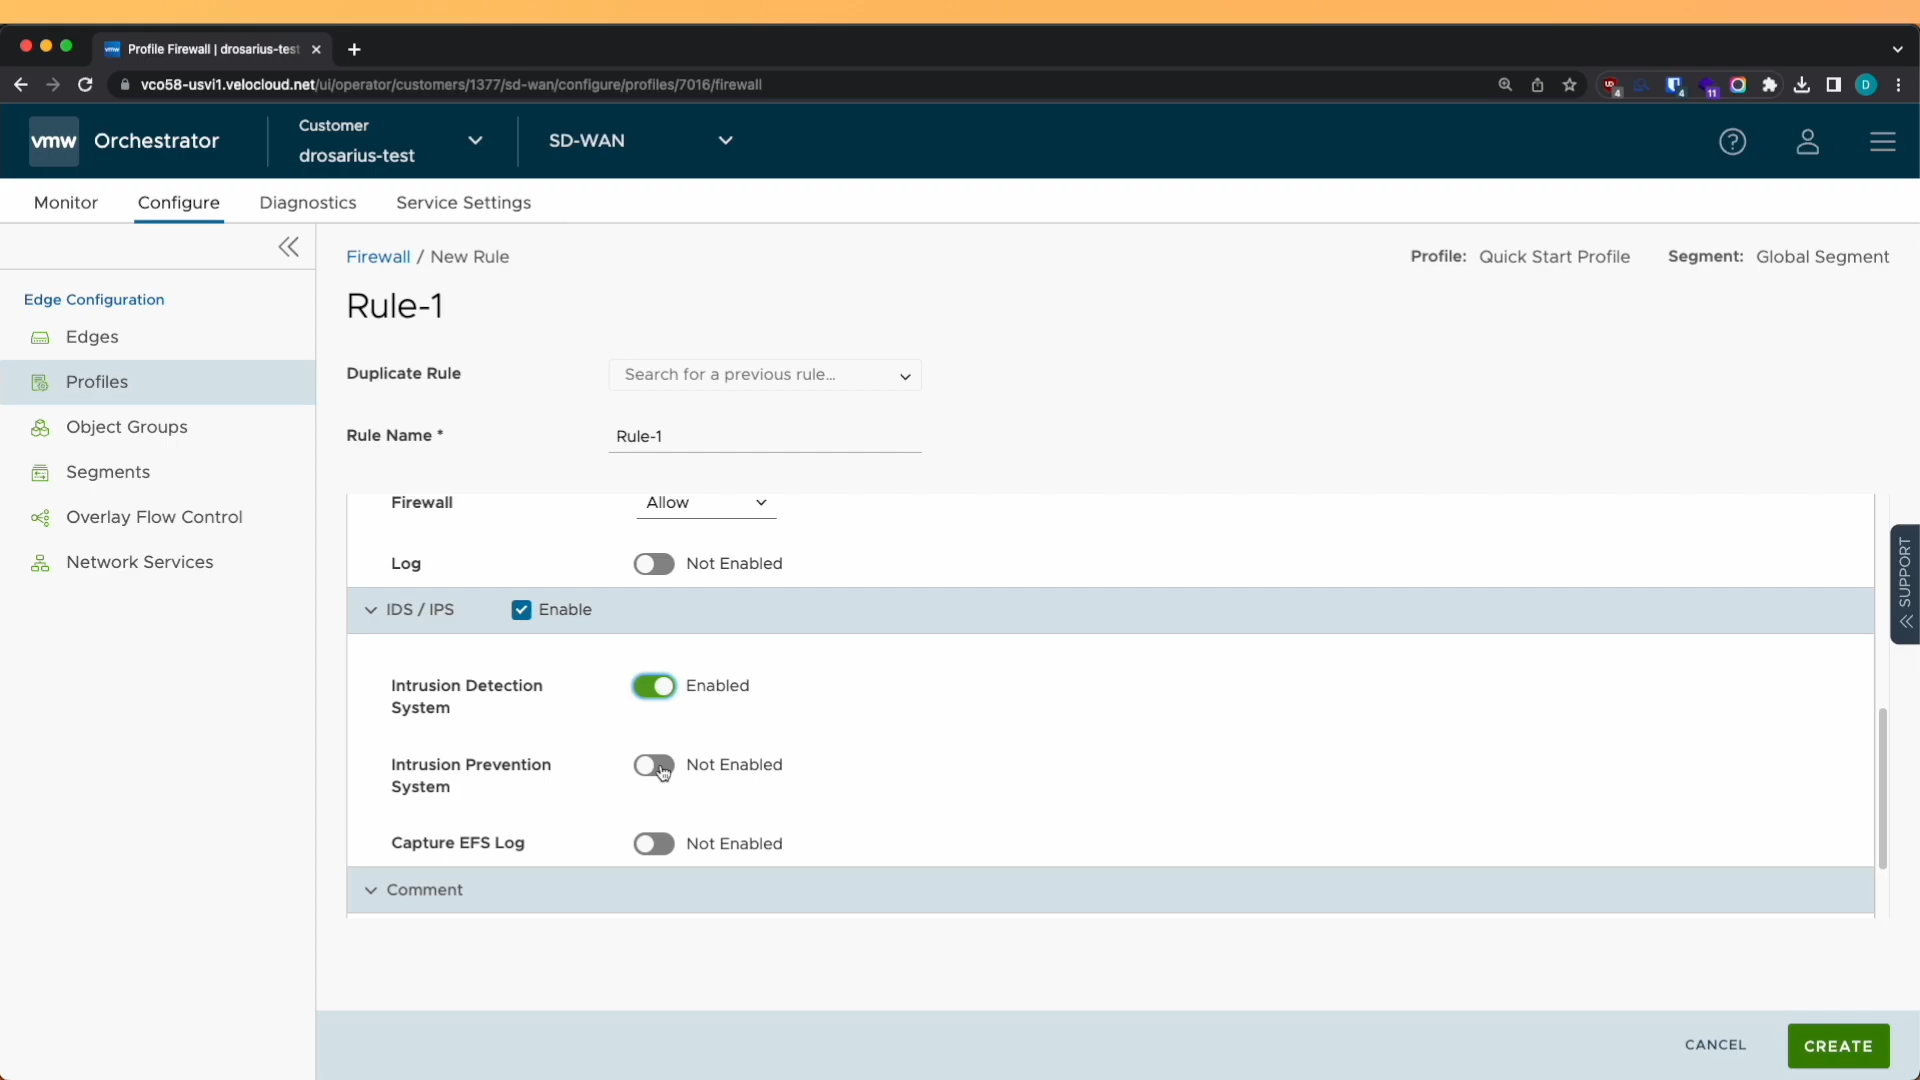 vmw Profile Firewall | drosarius-test
vco58-usvi1.velocloud.net/ui/operator/customers/1377/sd-wan/configure/profiles/7016/firewall
4
4
11
D
vmw Orchestrator
Customer
drosarius-test
SD-WAN
?
Monitor
Configure
Diagnostics
Service Settings
Firewall / New Rule
Profile: Quick Start Profile
Segment: Global Segment
Edge Configuration
Edges
Profiles
Object Groups
Segments
Overlay Flow Control
Network Services
Rule-1
Duplicate Rule
Search for a previous rule...
Rule Name *
Rule-1
Firewall
Allow
Log
Not Enabled
IDS / IPS
Enable
Intrusion Detection
System
Enabled
Intrusion Prevention
System
Not Enabled
Capture EFS Log
Not Enabled
Comment
SUPPORT
CANCEL
CREATE